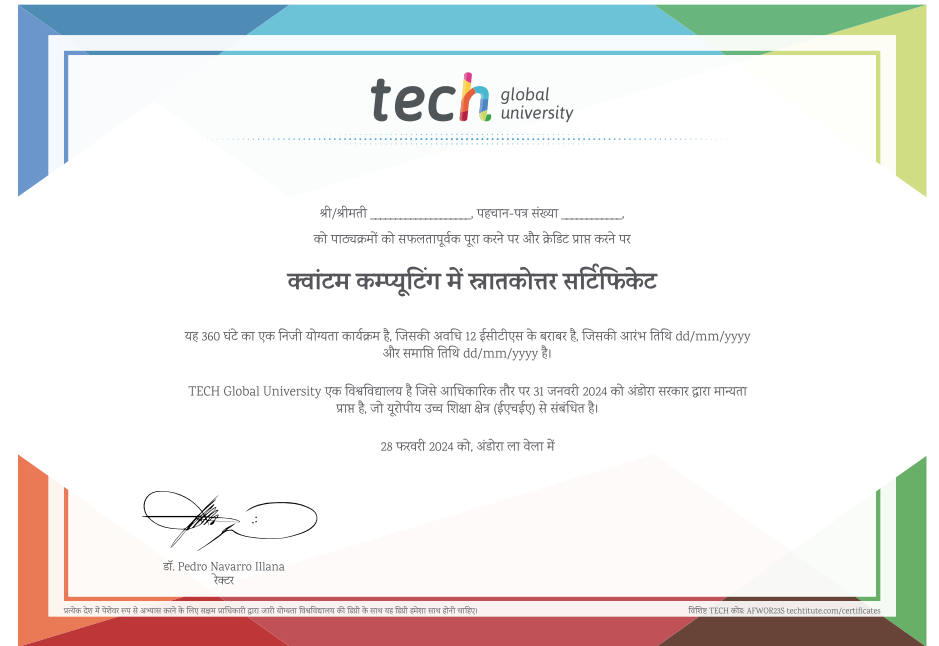 tech global
university
श्री/श्रीमती ____________________, पहचान-पत्र संख्या ____________,
को पाठ्यक्रमों को सफलतापूर्वक पूरा करने पर और क्रेडिट प्राप्त करने पर
क्वांटम कम्प्यूटिंग में स्नातकोत्तर सर्टिफिकेट
यह 360 घंटे का एक निजी योग्यता कार्यक्रम है, जिसकी अवधि 12 ईसीटीएस के बराबर है, जिसकी आरंभ तिथि dd/mm/yyyy
और समाप्ति तिथि dd/mm/yyyy है।
TECH Global University एक विश्वविद्यालय है जिसे आधिकारिक तौर पर 31 जनवरी 2024 को अंडोरा सरकार द्वारा मान्यता
प्राप्त है, जो यूरोपीय उच्च शिक्षा क्षेत्र (ईएचईए) से संबंधित है।
28 फरवरी 2024 को, अंडोरा ला वेला में
डॉ. Pedro Navarro Illana
रेक्टर
प्रत्येक देश में पेशेवर रूप से अभ्यास करने के लिए सक्षम प्राधिकारी द्वारा जारी योग्यता विश्वविद्यालय की डिग्री के साथ यह डिग्री हमेशा साथ होनी चाहिए।
विशिष्ट TECH कोड: AFWOR23S techtitute.com/certificates